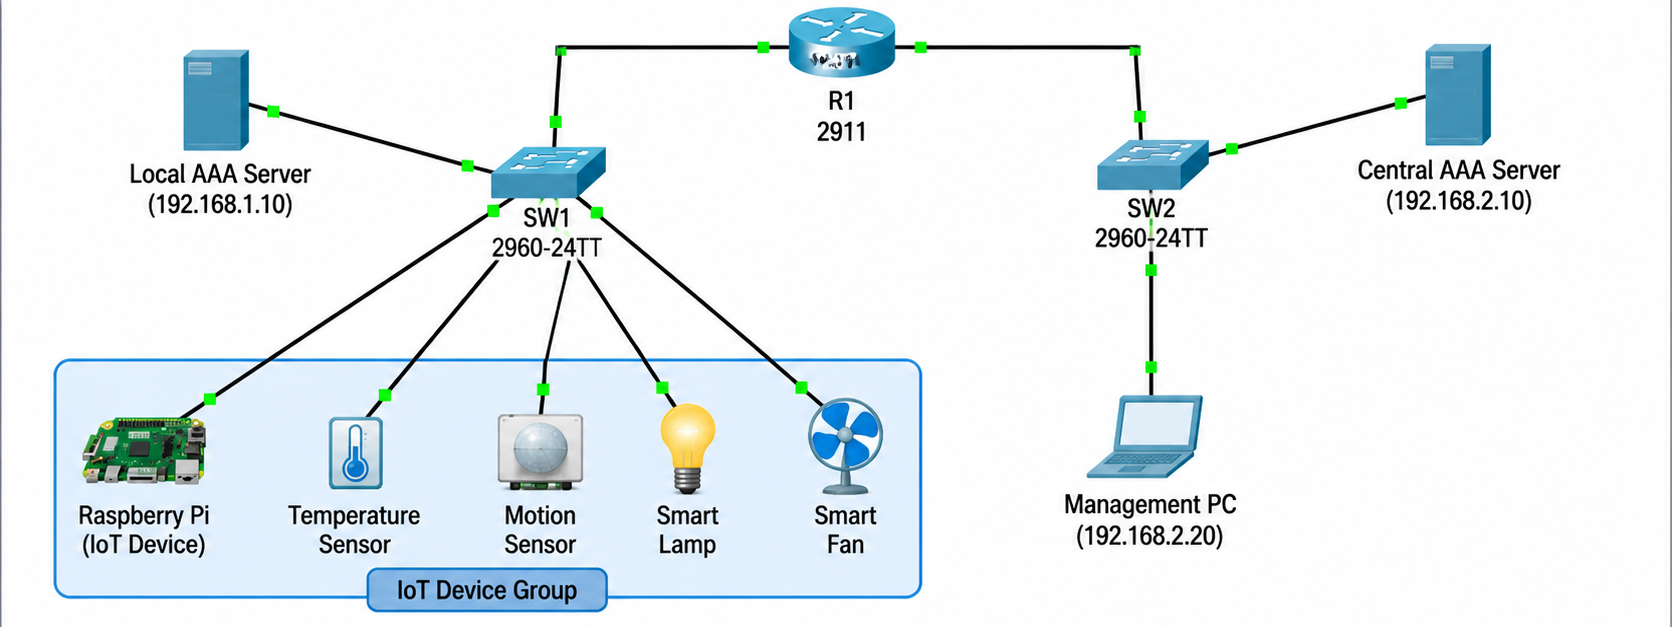 R1
2911
Local AAA Server
(192.168.1.10)
SW1
2960-24TT
SW2
2960-24TT
Central AAA Server
(192.168.2.10)
Raspberry Pi
(IoT Device)
Temperature
Sensor
Motion
Sensor
Smart
Lamp
Smart
Fan
IoT Device Group
Management PC
(192.168.2.20)